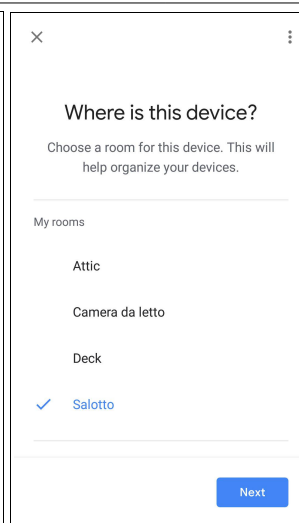 Where is this device?
Choose a room for this device. This will
help organize your devices.
My rooms
Attic
Camera da letto
Deck
Salotto
Next